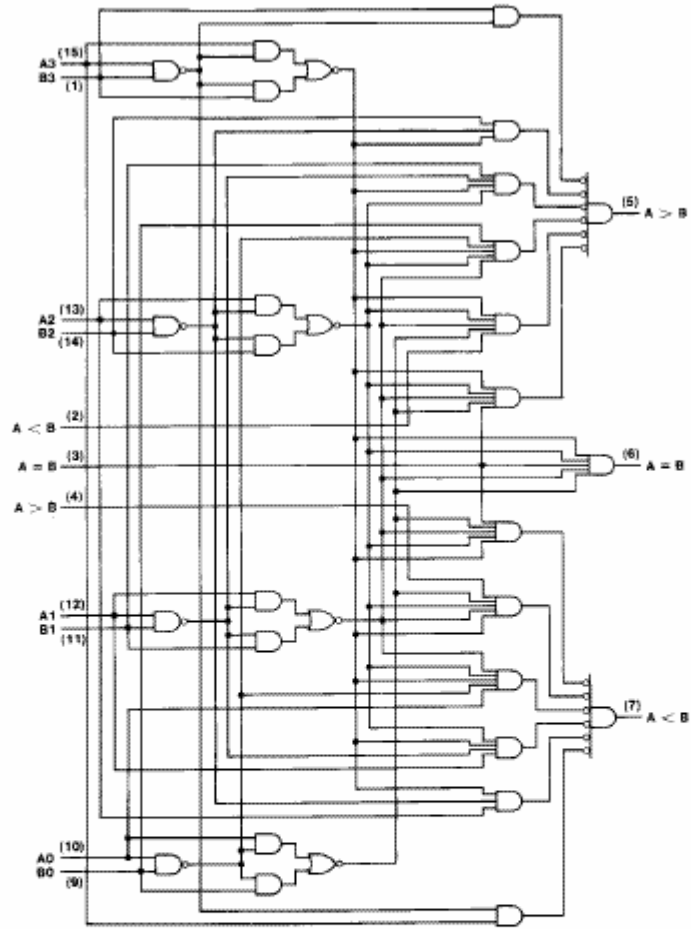 A3 (15)
B3 (1)
(5) A > B
A2 (13)
B2 (14)
A < B (2)
A = B (3)
(6) A = B
A > B (4)
A1 (12)
B1 (11)
(7) A < B
A0 (10)
B0 (9)